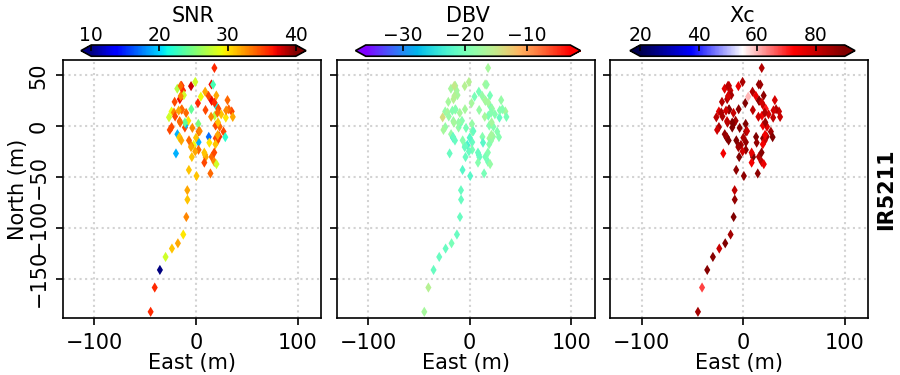 SNR DBV Xc
10 20 30 40 −30 −20 −10 20 40 60 80
50
0
−50
−100
−150
North (m)
IR5211
−100 0 100 −100 0 100 −100 0 100
East (m) East (m) East (m)